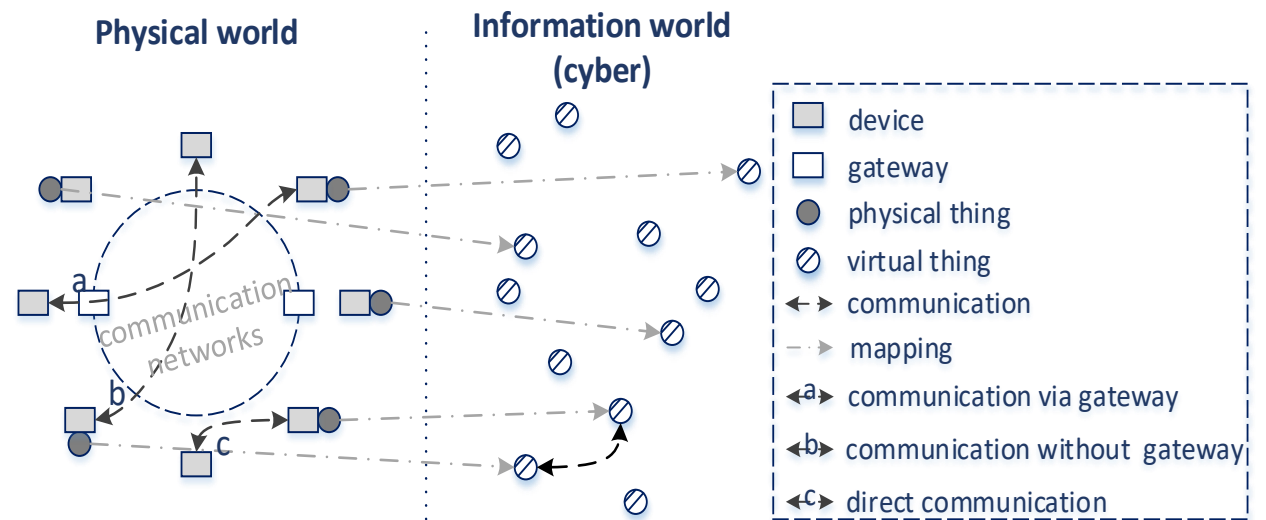 Physical world
Information world
(cyber)
a
communication
networks
b
c
device
gateway
physical thing
virtual thing
communication
mapping
a communication via gateway
b communication without gateway
c direct communication